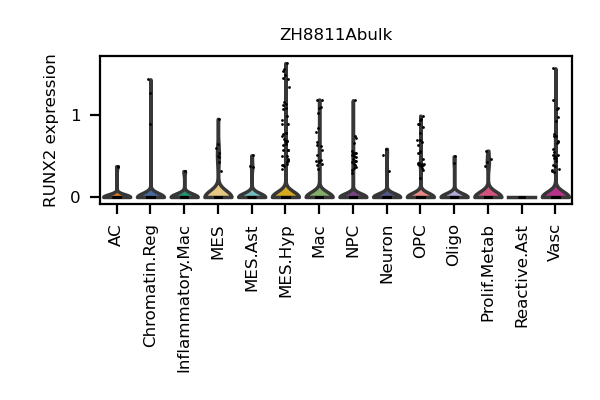 ZH8811Abulk
RUNX2 expression
1
0
AC
Chromatin.Reg
Inflammatory.Mac
MES
MES.Ast
MES.Hyp
Mac
NPC
Neuron
OPC
Oligo
Prolif.Metab
Reactive.Ast
Vasc